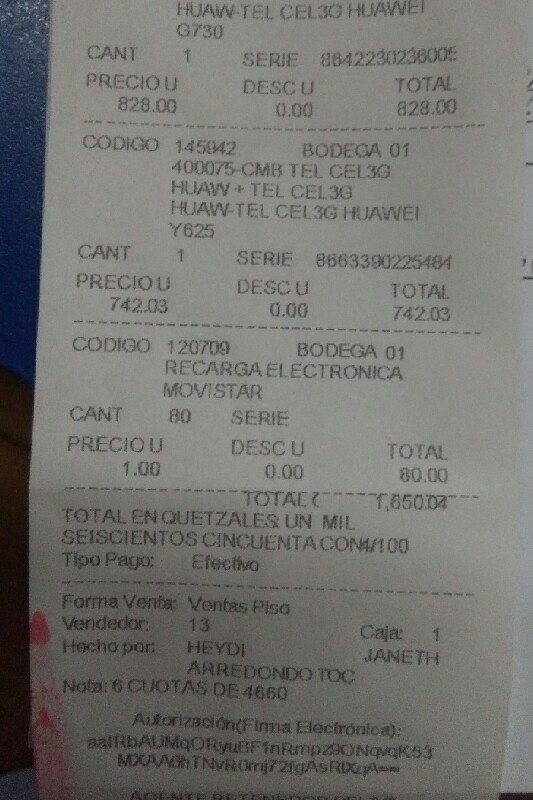 HUAW-TEL CEL3G HUAWEI
G730
CANT 1 SERIE 8642230236005
PRECIO U DESC U TOTAL
828.00 0.00 828.00
CODIGO 145942 BODEGA 01
400075-CMB TEL CEL3G
HUAW + TEL CEL3G
HUAW-TEL CEL3G HUAWEI
Y625
CANT 1 SERIE 8663390225484
PRECIO U DESC U TOTAL
742.03 0.00 742.03
CODIGO 120709 BODEGA 01
RECARGA ELECTRONICA
MOVISTAR
CANT 80 SERIE
PRECIO U DESC U TOTAL
1.00 0.00 80.00
TOTAL ( 1,650.04
TOTAL EN QUETZALES: UN MIL
SEISCIENTOS CINCUENTA CON4/100
Tipo Pago: Efectivo
Forma Venta: Ventas Piso
Vendedor: 13 Caja: 1
Hecho por: HEYDI JANETH
ARREDONDO TOC
Nota: 6 CUOTAS DE 4660
Autorización(Firma Electrónica):
AGENTE RETENEDOR DEL IVA